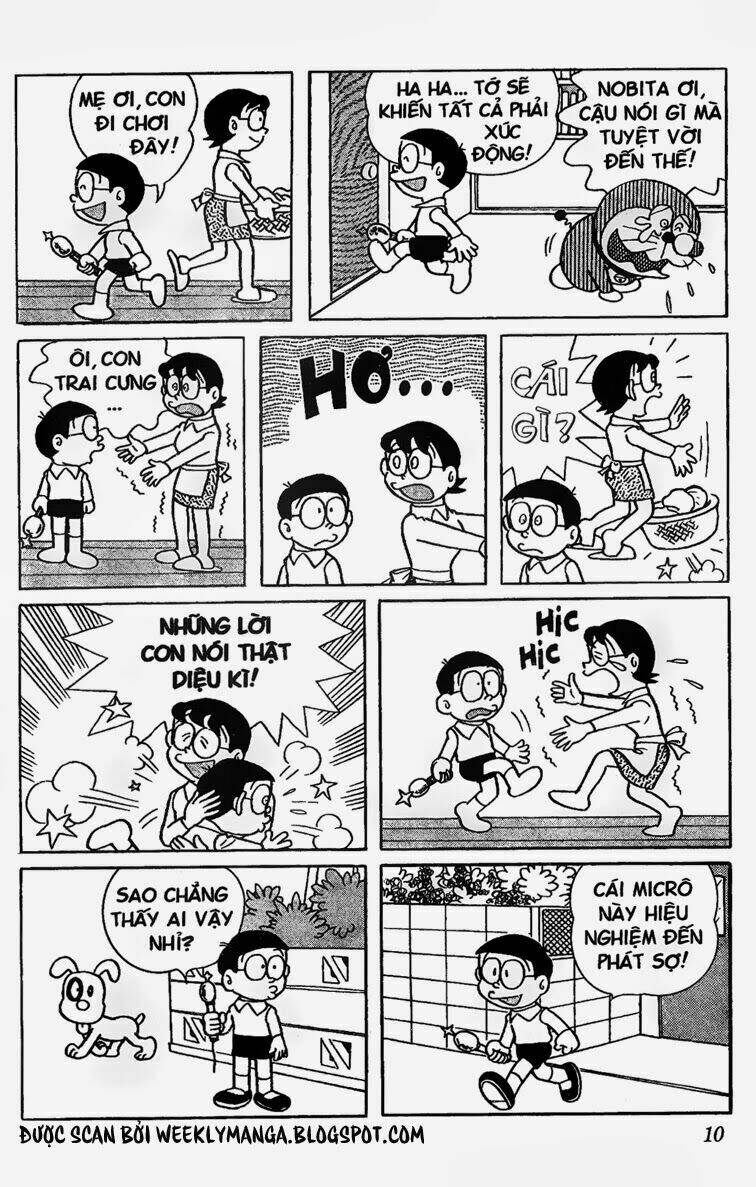 MẸ ƠI, CON
ĐI CHƠI
ĐÂY!
HA HA... TỚ SẼ
KHIẾN TẤT CẢ PHẢI
XÚC
ĐỘNG!
NOBITA ƠI,
CẬU NÓI GÌ MÀ
TUYỆT VỜI
ĐẾN THẾ!
ÔI, CON
TRAI CƯNG
...
HƠ...
CÁI
GÌ?
NHỮNG LỜI
CON NÓI THẬT
DIỆU KÌ!
HỊC
HỊC
SAO CHẲNG
THẤY AI VẬY
NHỈ?
CÁI MICRÔ
NÀY HIỆU
NGHIỆM ĐẾN
PHÁT SỢ!
ĐƯỢC SCAN BỞI WEEKLYMANGA.BLOGSPOT.COM
10